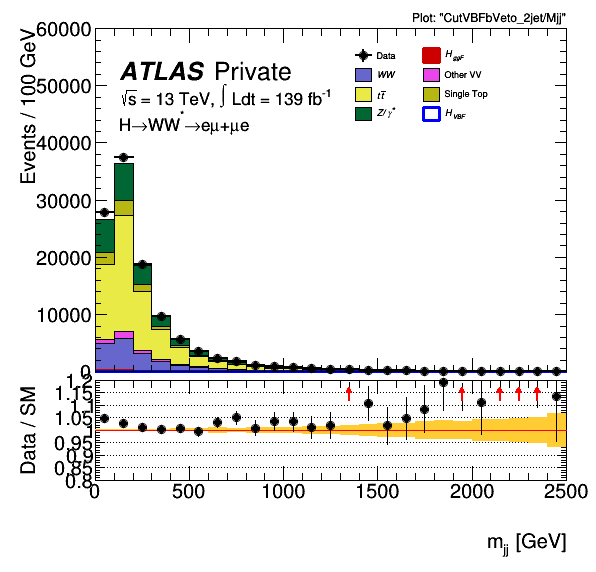 Plot: "CutVBFbVeto_2jet/Mjj"
Events / 100 GeV
60000
50000
40000
30000
20000
10000
0
ATLAS Private
√s = 13 TeV, ∫ Ldt = 139 fb⁻¹
H→WW*→eμ+μe
Data
WW
tt̅
Z/γ*
H_ggF
Other VV
Single Top
H_VBF
Data / SM
1.2
1.15
1.1
1.05
1
0.95
0.9
0.85
0.8
0 500 1000 1500 2000 2500
m_jj [GeV]